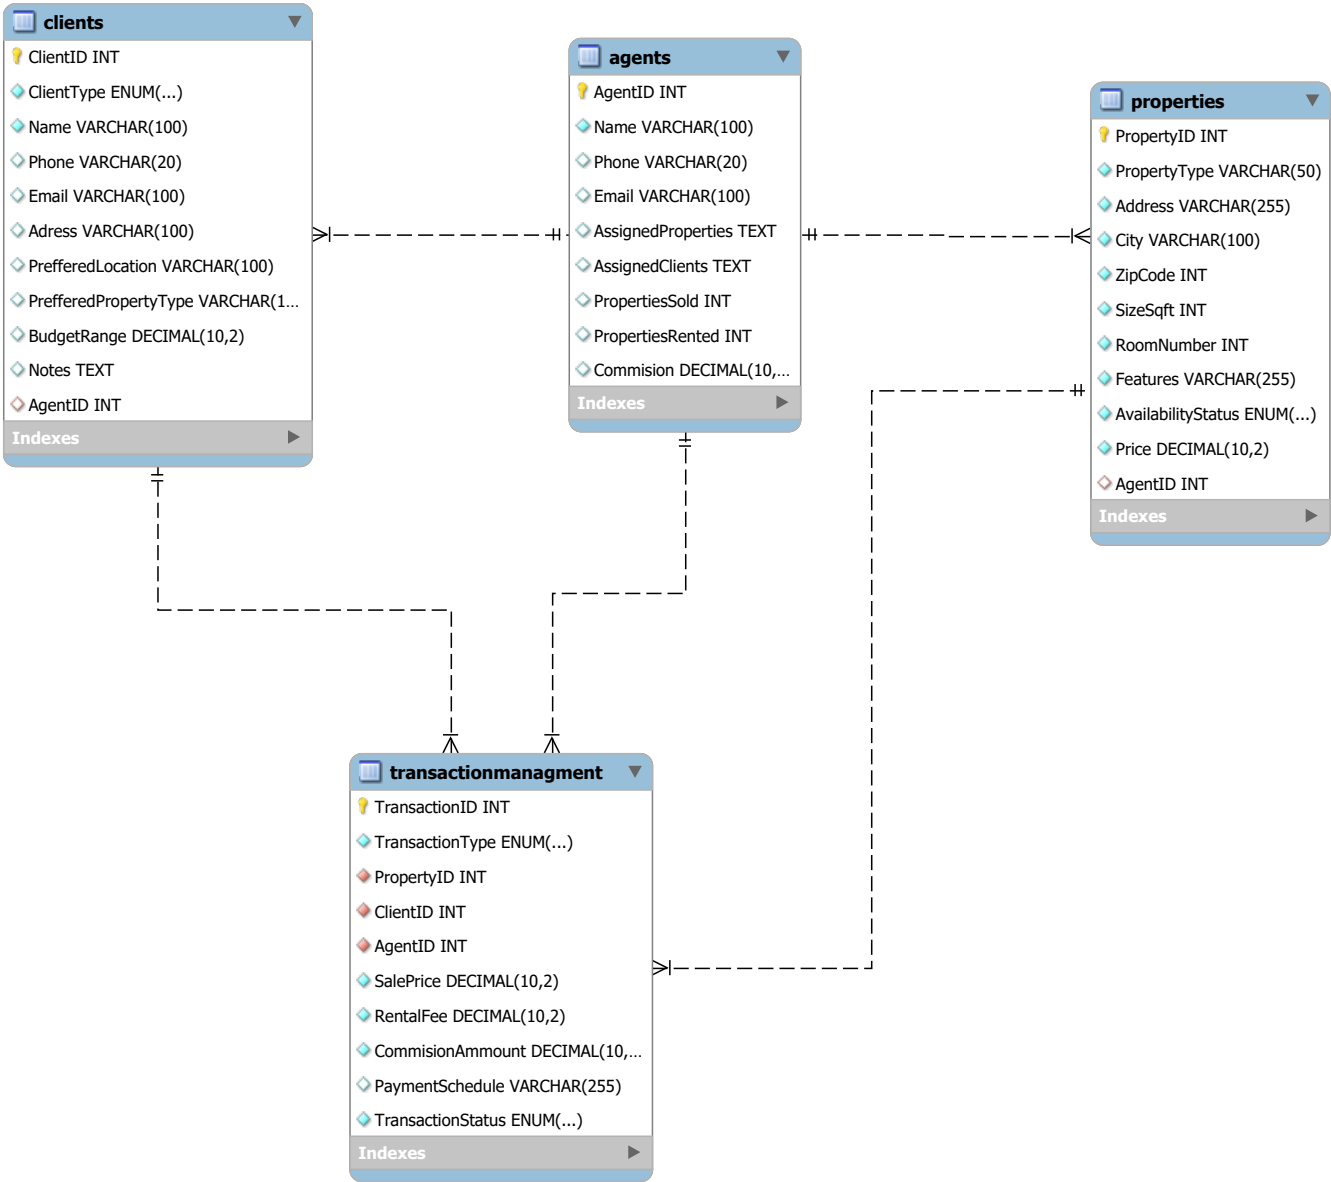 clients
ClientID INT
ClientType ENUM(...)
Name VARCHAR(100)
Phone VARCHAR(20)
Email VARCHAR(100)
Adress VARCHAR(100)
PrefferedLocation VARCHAR(100)
PrefferedPropertyType VARCHAR(1...
BudgetRange DECIMAL(10,2)
Notes TEXT
AgentID INT
Indexes
agents
AgentID INT
Name VARCHAR(100)
Phone VARCHAR(20)
Email VARCHAR(100)
AssignedProperties TEXT
AssignedClients TEXT
PropertiesSold INT
PropertiesRented INT
Commision DECIMAL(10,...
Indexes
properties
PropertyID INT
PropertyType VARCHAR(50)
Address VARCHAR(255)
City VARCHAR(100)
ZipCode INT
SizeSqft INT
RoomNumber INT
Features VARCHAR(255)
AvailabilityStatus ENUM(...)
Price DECIMAL(10,2)
AgentID INT
Indexes
transactionmanagment
TransactionID INT
TransactionType ENUM(...)
PropertyID INT
ClientID INT
AgentID INT
SalePrice DECIMAL(10,2)
RentalFee DECIMAL(10,2)
CommisionAmmount DECIMAL(10,...
PaymentSchedule VARCHAR(255)
TransactionStatus ENUM(...)
Indexes